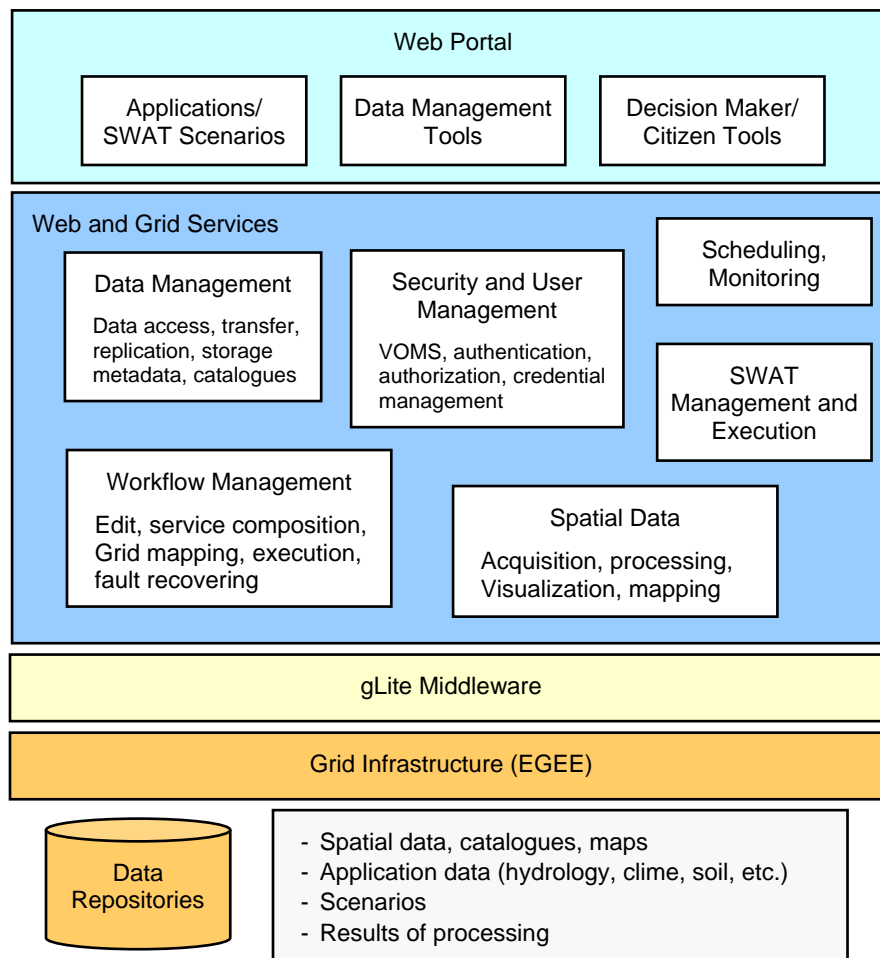 Web Portal
Applications/
SWAT Scenarios
Data Management
Tools
Decision Maker/
Citizen Tools
Web and Grid Services
Data Management
Data access, transfer,
replication, storage
metadata, catalogues
Security and User
Management
VOMS, authentication,
authorization, credential
management
Scheduling,
Monitoring
SWAT
Management and
Execution
Workflow Management
Edit, service composition,
Grid mapping, execution,
fault recovering
Spatial Data
Acquisition, processing,
Visualization, mapping
gLite Middleware
Grid Infrastructure (EGEE)
Data
Repositories
- Spatial data, catalogues, maps
- Application data (hydrology, clime, soil, etc.)
- Scenarios
- Results of processing